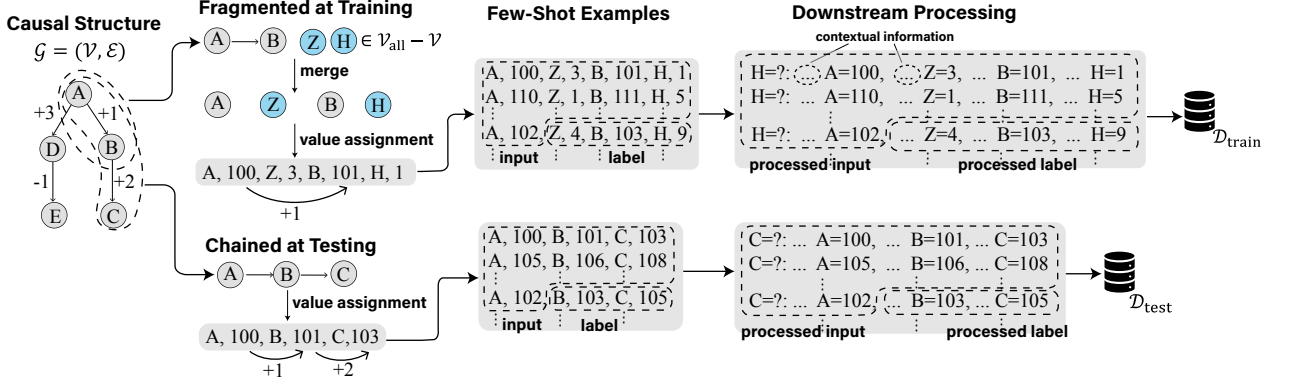 Causal Structure
𝒢 = (𝒱, ℰ)
A
+3
+1
D
B
-1
+2
E
C
Fragmented at Training
A
B
Z
H
∈ 𝒱all − 𝒱
merge
A
Z
B
H
value assignment
A, 100, Z, 3, B, 101, H, 1
+1
Chained at Testing
A
B
C
value assignment
A, 100, B, 101, C,103
+1
+2
Few-Shot Examples
A, 100, Z, 3, B, 101, H, 1
A, 110, Z, 1, B, 111, H, 5
A, 102, Z, 4, B, 103, H, 9
input
label
A, 100, B, 101, C, 103
A, 105, B, 106, C, 108
A, 102, B, 103, C, 105
input
label
Downstream Processing
contextual information
H=?: ... A=100, ... Z=3, ... B=101, ... H=1
H=?: ... A=110, ... Z=1, ... B=111, ... H=5
H=?: ... A=102, ... Z=4, ... B=103, ... H=9
processed input
processed label
𝒟train
C=?: ... A=100, ... B=101, ... C=103
C=?: ... A=105, ... B=106, ... C=108
C=?: ... A=102, ... B=103, ... C=105
processed input
processed label
𝒟test